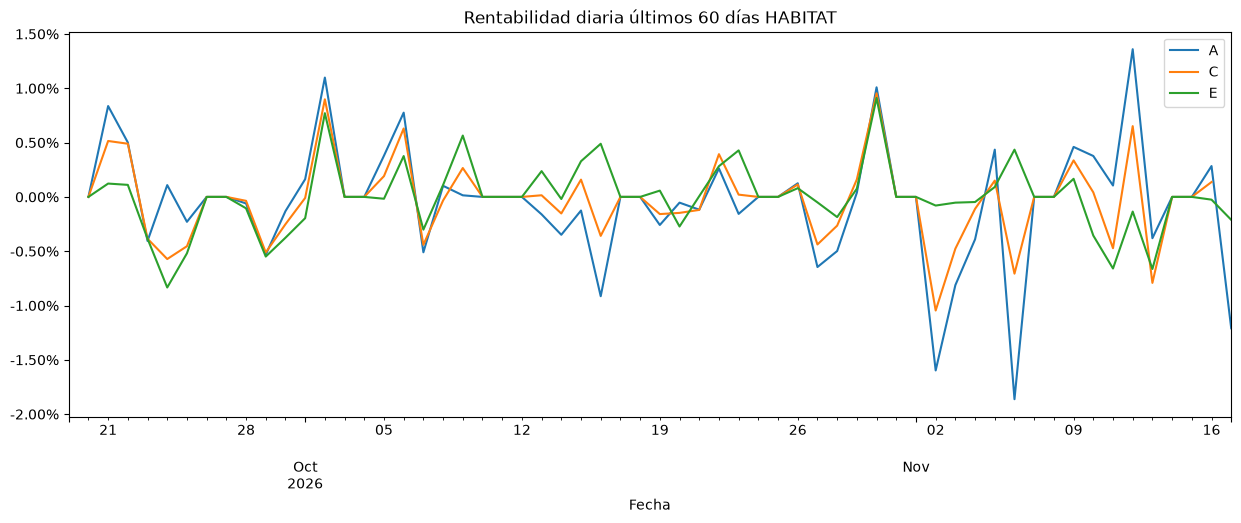 Rentabilidad diaria últimos 60 días HABITAT
1.50%
1.00%
0.50%
0.00%
-0.50%
-1.00%
-1.50%
-2.00%
A
C
E
21 28 05 12 19 26 02 09 16
Oct Nov
2026
Fecha